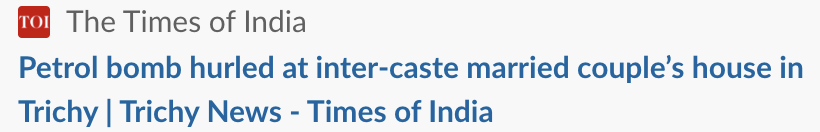 TOI The Times of India
Petrol bomb hurled at inter-caste married couple’s house in
Trichy | Trichy News - Times of India